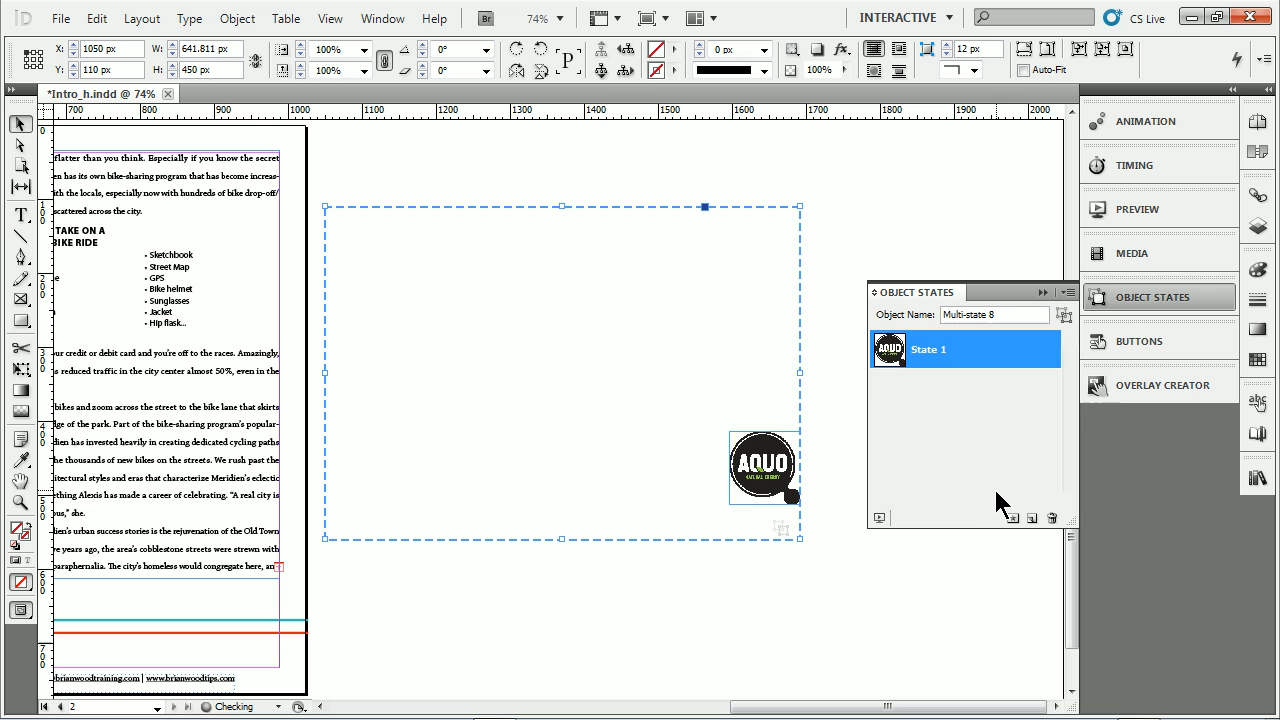 File Edit Layout Type Object Table View Window Help Br 74% INTERACTIVE CS Live
X: 1050 px W: 641.811 px 100% 0° P 0 px fx. 12 px
Y: 110 px H: 450 px 100% 0° 100% Auto-Fit
*Intro_h.indd @ 74%
700 800 900 1000 1100 1200 1300 1400 1500 1600 1700 1800 1900 2000
flatter than you think. Especially if you know the secret
en has its own bike-sharing program that has become increas-
ith the locals, especially now with hundreds of bike drop-off/
scattered across the city.
TAKE ON A
BIKE RIDE
• Sketchbook
• Street Map
• GPS
• Bike helmet
• Sunglasses
• Jacket
• Hip flask...
ur credit or debit card and you're off to the races. Amazingly,
s reduced traffic in the city center almost 50%, even in the
bikes and zoom across the street to the bike lane that skirts
ge of the park. Part of the bike-sharing program's popular-
dien has invested heavily in creating dedicated cycling paths
he thousands of new bikes on the streets. We rush past the
itectural styles and eras that characterize Meridien's eclectic
thing Alexis has made a career of celebrating. "A real city is
ous," she.
dien's urban access stories is the rejuvenation of the Old Town
ve years ago, the area's cobblestone streets were strewn with
paraphernalia. The city's homeless would congregate here, an
brianwoodtraining.com | www.brianwoodtips.com
AQUO
NATURAL ENERGY
OBJECT STATES
Object Name: Multi-state 8
AQUO
State 1
ANIMATION
TIMING
PREVIEW
MEDIA
OBJECT STATES
BUTTONS
OVERLAY CREATOR
abc
2 Checking